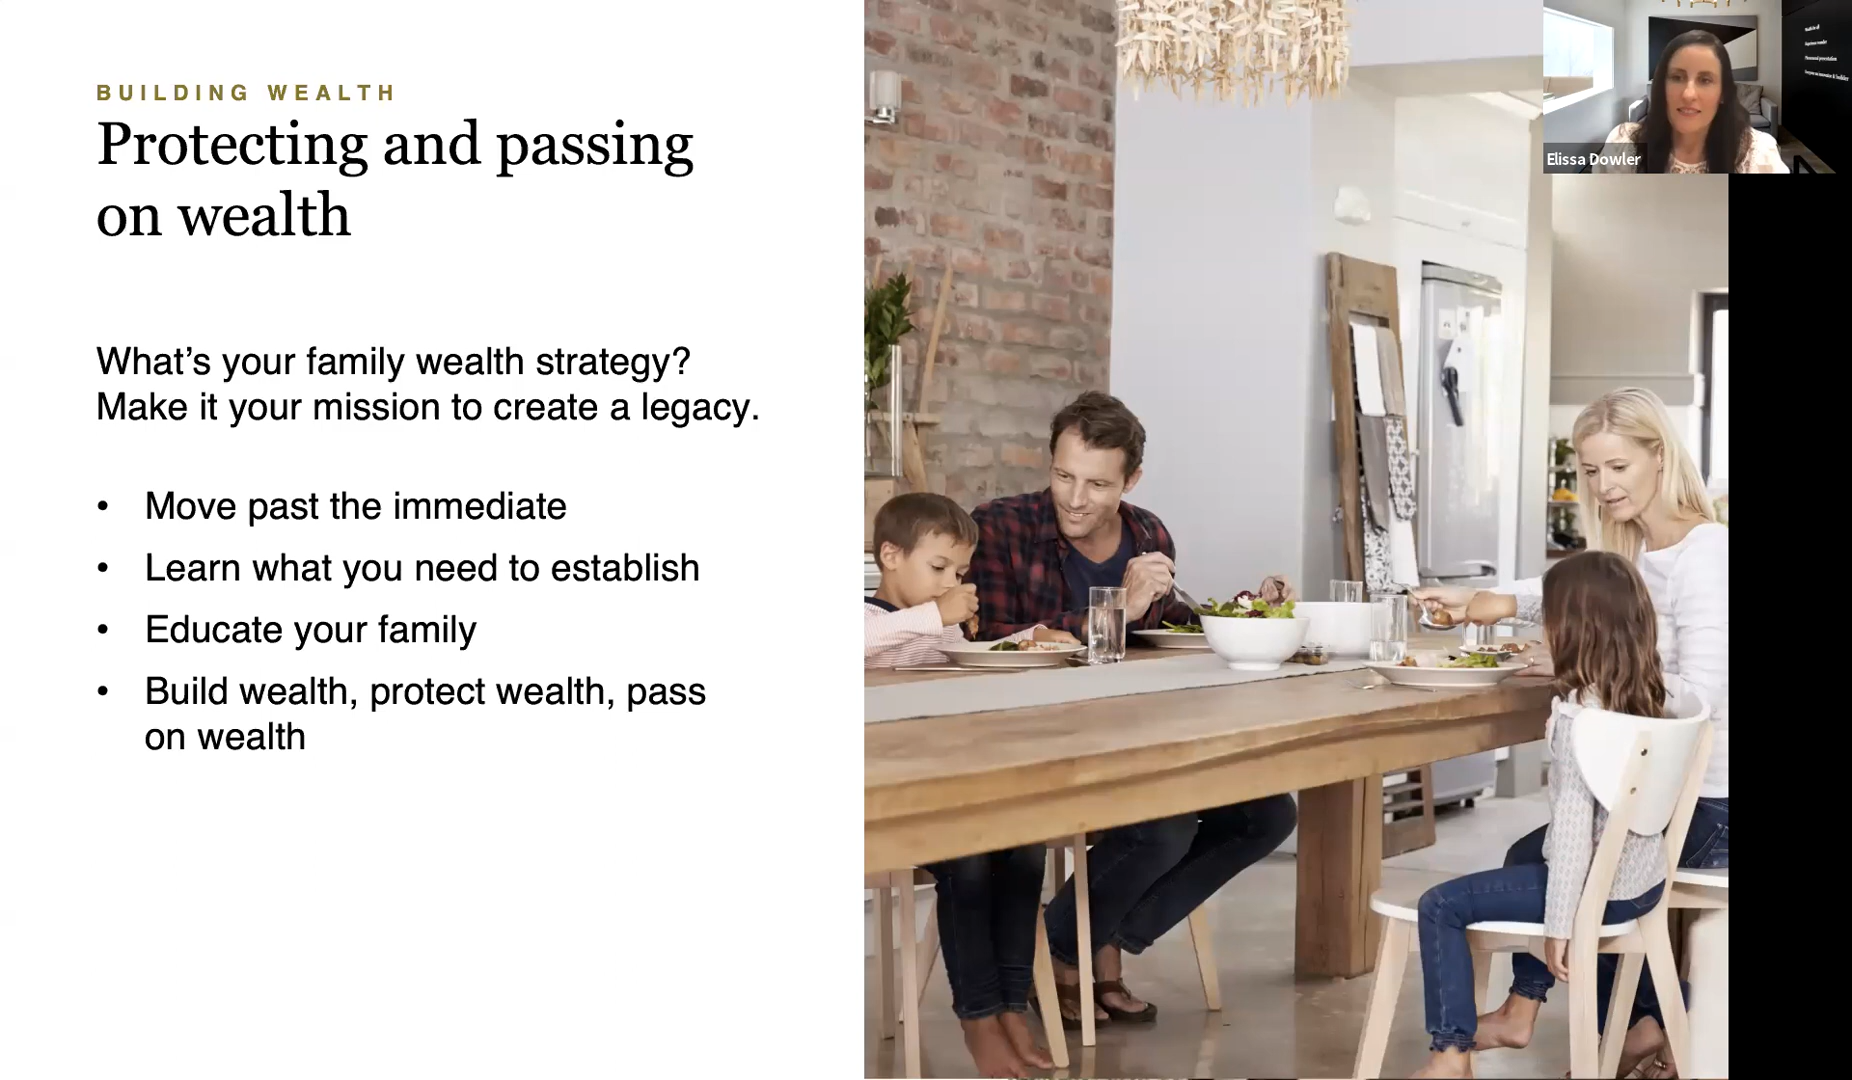 BUILDING WEALTH
Protecting and passing
on wealth
What’s your family wealth strategy?
Make it your mission to create a legacy.
• Move past the immediate
• Learn what you need to establish
• Educate your family
• Build wealth, protect wealth, pass
on wealth
Elissa Dowler